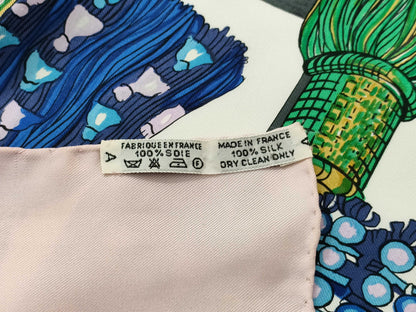 A
FABRIQUE EN FRANCE
100% SOIE
F
MADE IN FRANCE
100% SILK
DRY CLEAN ONLY
A